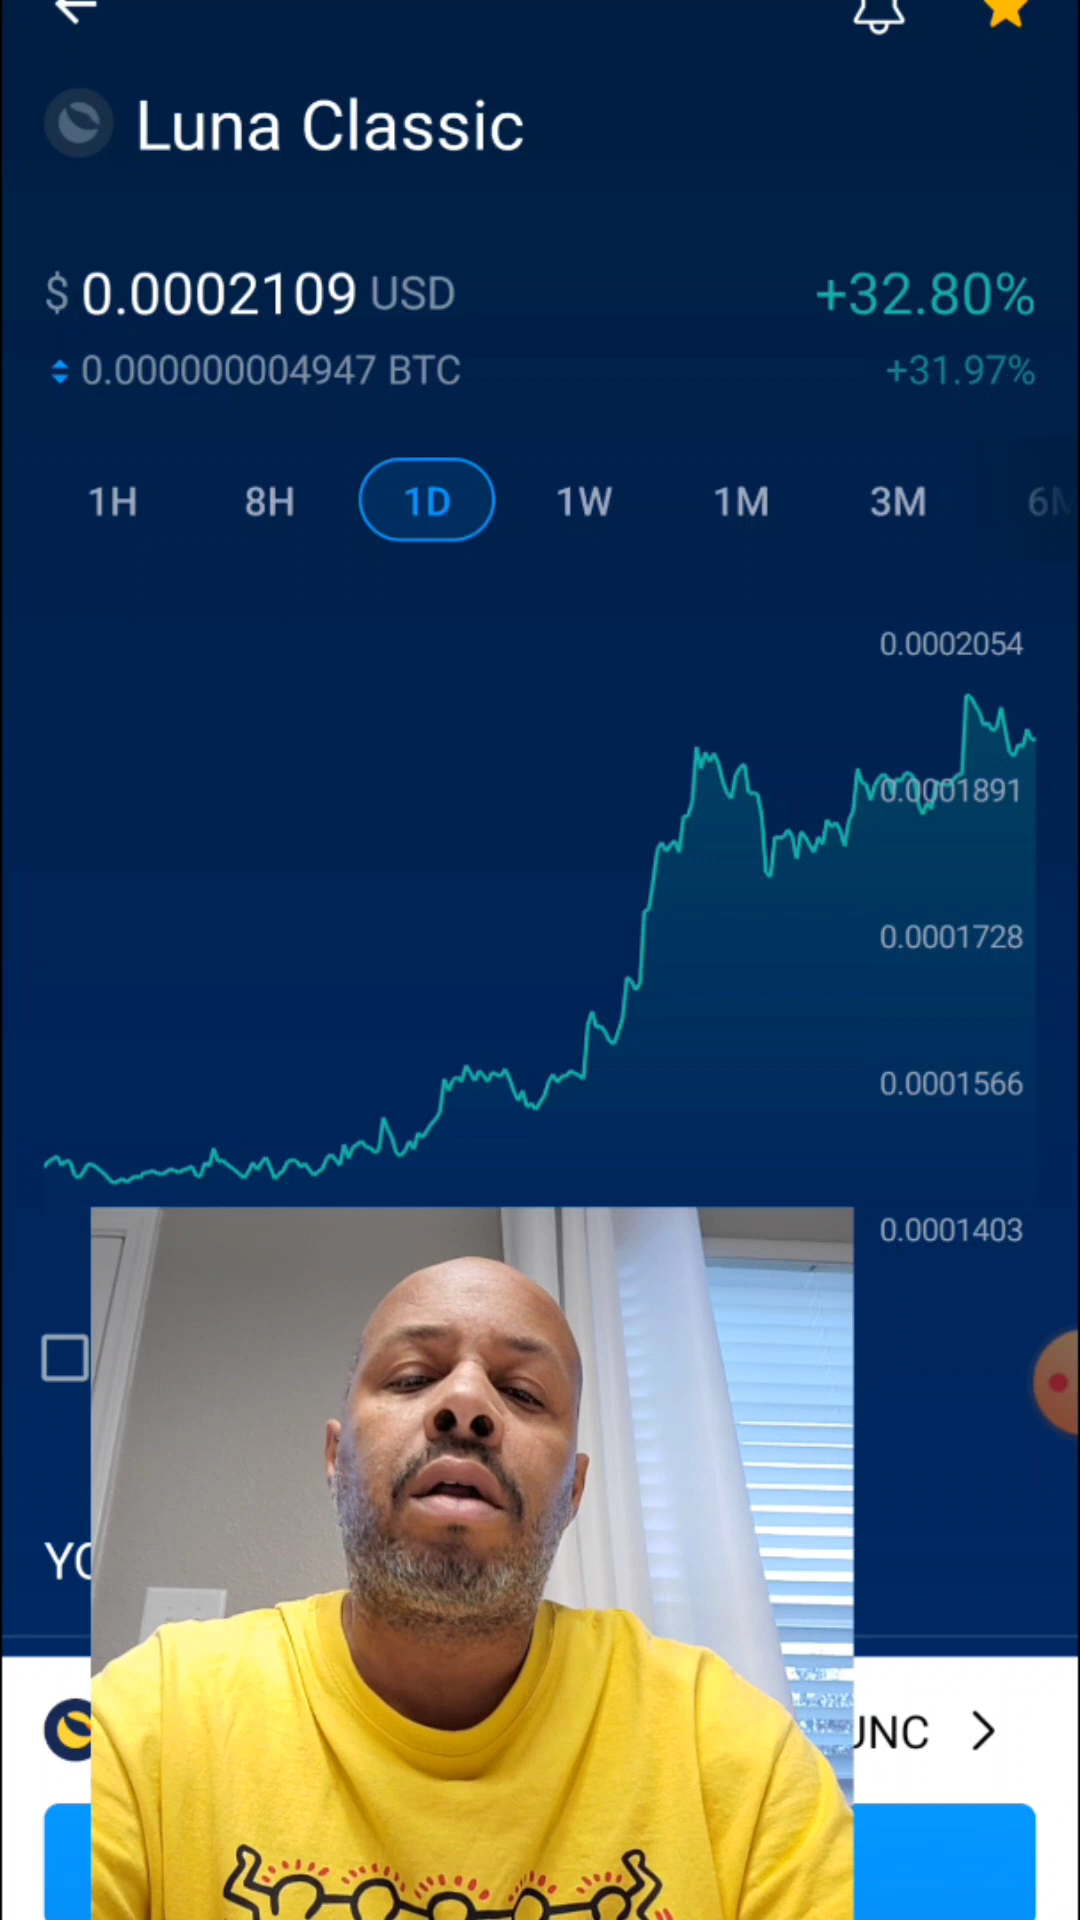 Luna Classic
$ 0.0002109 USD +32.80%
0.000000004947 BTC +31.97%
1H 8H 1D 1W 1M 3M 6M
0.0002054
0.0001891
0.0001728
0.0001566
0.0001403